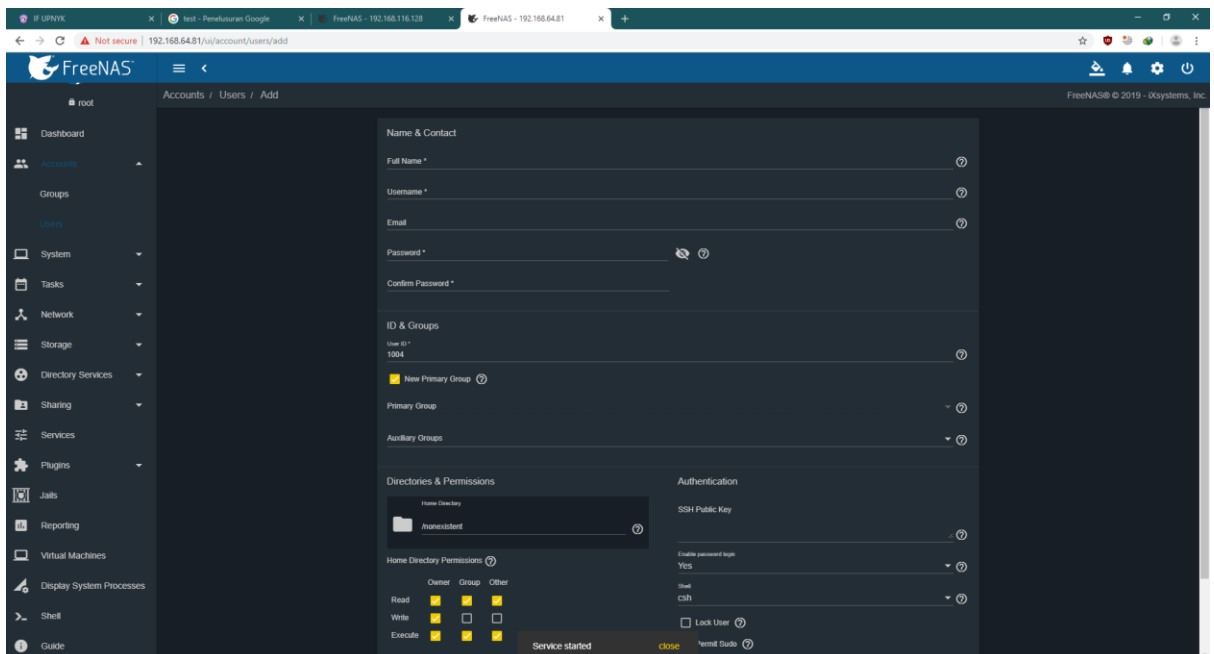 IF UPNYK
test - Penelusuran Google
FreeNAS - 192.168.116.128
FreeNAS - 192.168.64.81
Not secure | 192.168.64.81/ui/account/users/add
FreeNAS
root
Accounts / Users / Add
FreeNAS® © 2019 - iXsystems, Inc
Dashboard
Accounts
Groups
Users
System
Tasks
Network
Storage
Directory Services
Sharing
Services
Plugins
Jails
Reporting
Virtual Machines
Display System Processes
Shell
Guide
Name & Contact
Full Name *
Username *
Email
Password *
Confirm Password *
ID & Groups
User ID *
1004
New Primary Group
Primary Group
Auxiliary Groups
Directories & Permissions
Home Directory
/nonexistent
Home Directory Permissions
Owner Group Other
Read
Write
Execute
Authentication
SSH Public Key
Enable password login
Yes
Shell
csh
Lock User
Permit Sudo
Service started
close